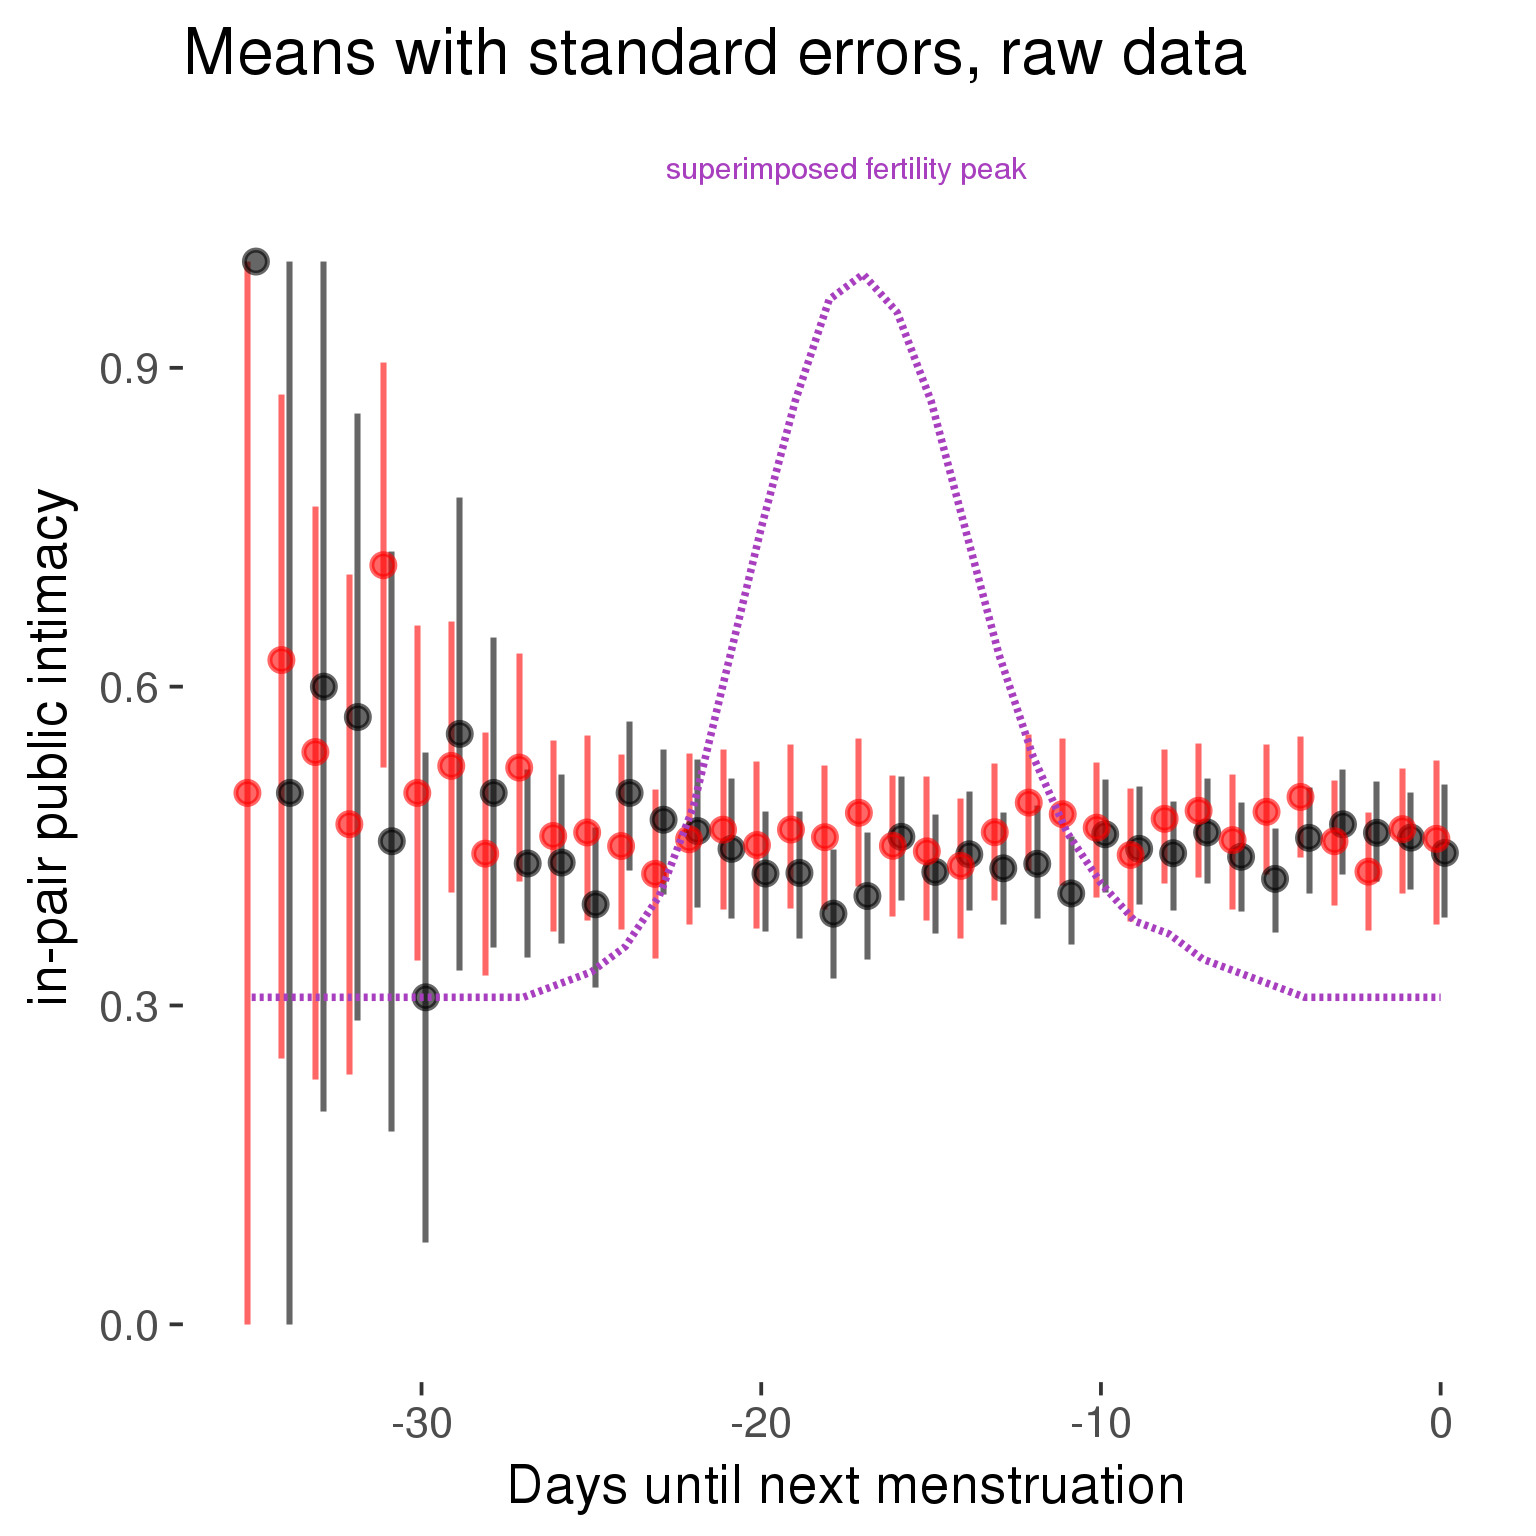 Means with standard errors, raw data
superimposed fertility peak
in-pair public intimacy
0.9
0.6
0.3
0.0
-30
-20
-10
0
Days until next menstruation